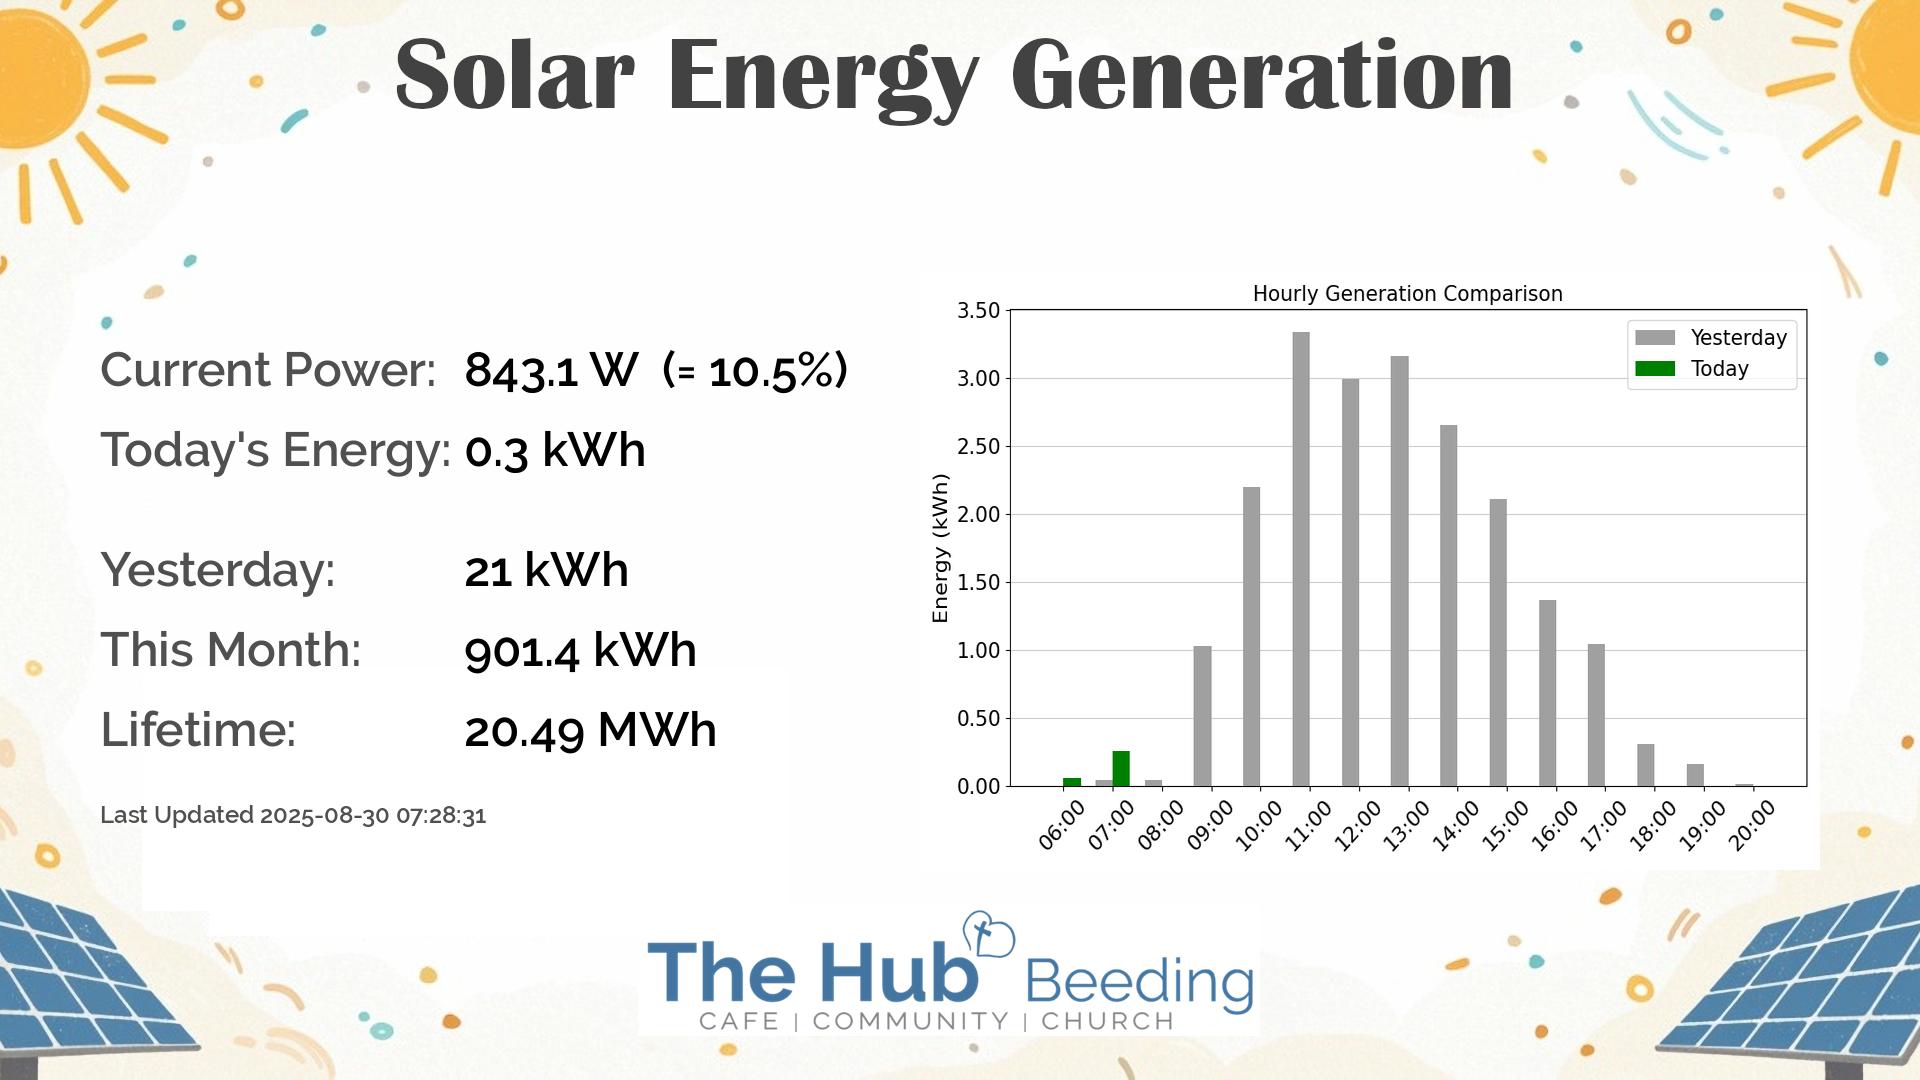 Solar Energy Generation
Current Power: 843.1 W (= 10.5%)
Today's Energy: 0.3 kWh
Yesterday: 21 kWh
This Month: 901.4 kWh
Lifetime: 20.49 MWh
Last Updated 2025-08-30 07:28:31
Hourly Generation Comparison
Yesterday
Today
Energy (kWh)
3.50
3.00
2.50
2.00
1.50
1.00
0.50
0.00
06:00 07:00 08:00 09:00 10:00 11:00 12:00 13:00 14:00 15:00 16:00 17:00 18:00 19:00 20:00
The Hub Beeding
CAFE | COMMUNITY | CHURCH